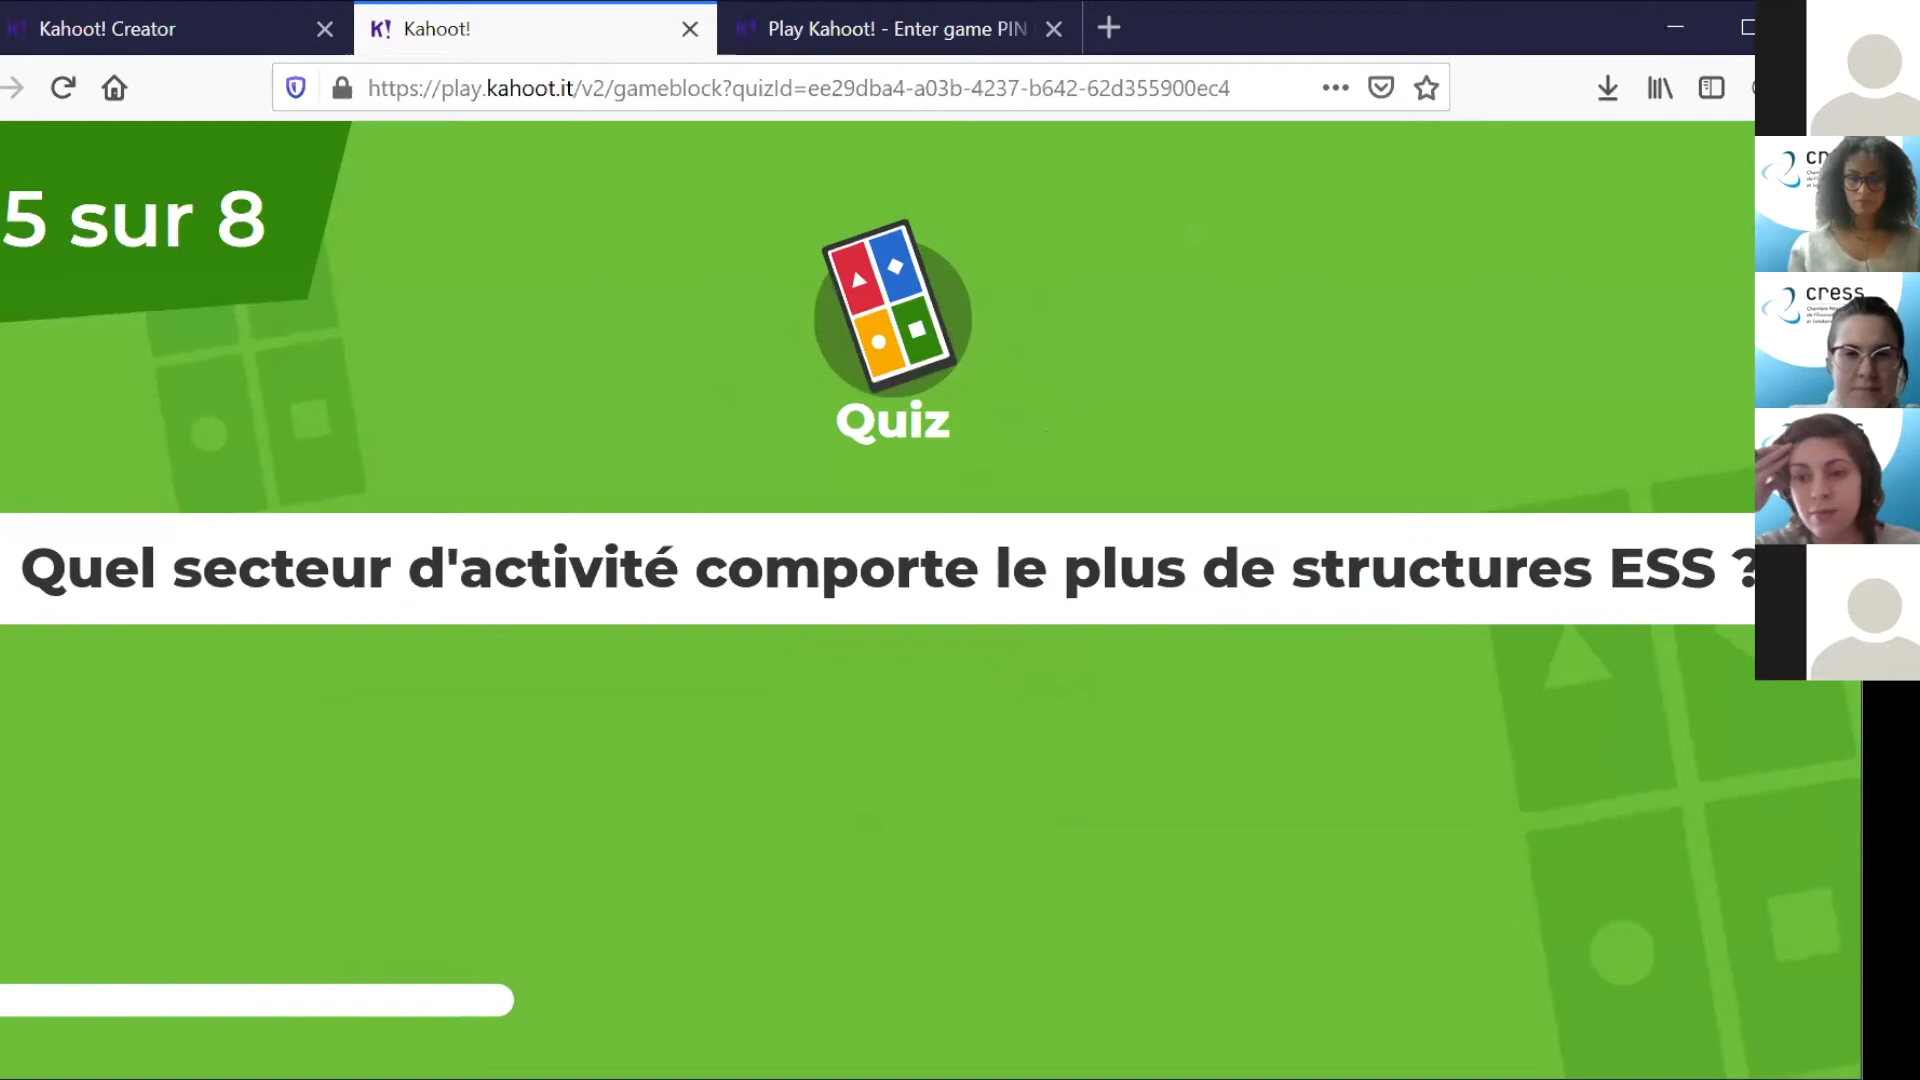 Kahoot! Creator
K! Kahoot!
Play Kahoot! - Enter game PIN
https://play.kahoot.it/v2/gameblock?quizId=ee29dba4-a03b-4237-b642-62d355900ec4
5 sur 8
Quiz
Quel secteur d'activité comporte le plus de structures ESS ?
cress